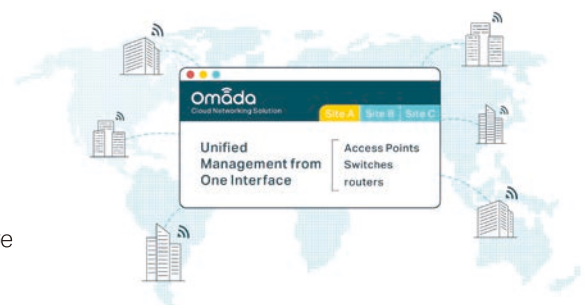 Omada
Cloud Networking Solution
Site A Site B Site C
Unified
Management from
One Interface
Access Points
Switches
routers